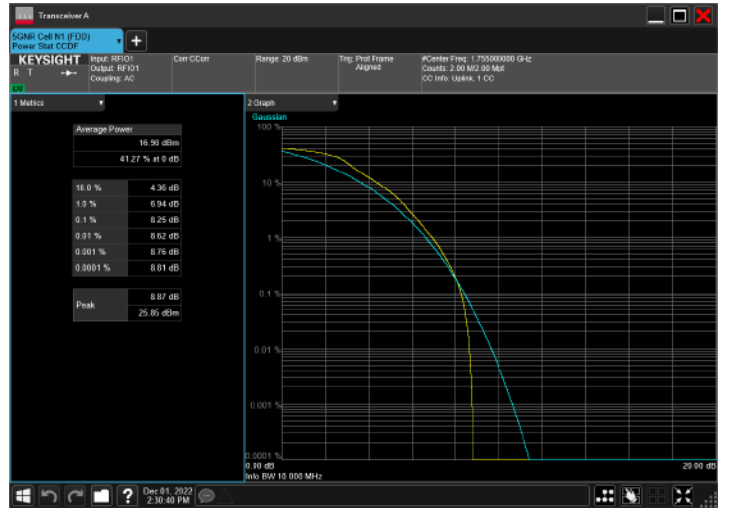 Transceiver A
5GNR Cell N1 (FDD)
Power Stat CCDF
KEYSIGHT
R T
Input: RFIO1
Output: RFIO1
Coupling: AC
Corr CCorr
Range 20 dBm
Trig: Prot Frame
Aligned
#Center Freq: 1.755000000 GHz
Counts: 2.00 M/2.00 Mpt
CC Info: Uplink, 1 CC
1 Metrics
Average Power
16.98 dBm
41.27 % at 0 dB
10.0 % 4.36 dB
1.0 % 6.94 dB
0.1 % 8.25 dB
0.01 % 8.62 dB
0.001 % 8.76 dB
0.0001 % 8.81 dB
Peak
8.87 dB
25.85 dBm
2 Graph
Gaussian
100 %
10 %
1 %
0.1 %
0.01 %
0.001 %
0.0001 %
0.00 dB
20.00 dB
Info BW 10.000 MHz
?
Dec 01, 2022
2:30:40 PM